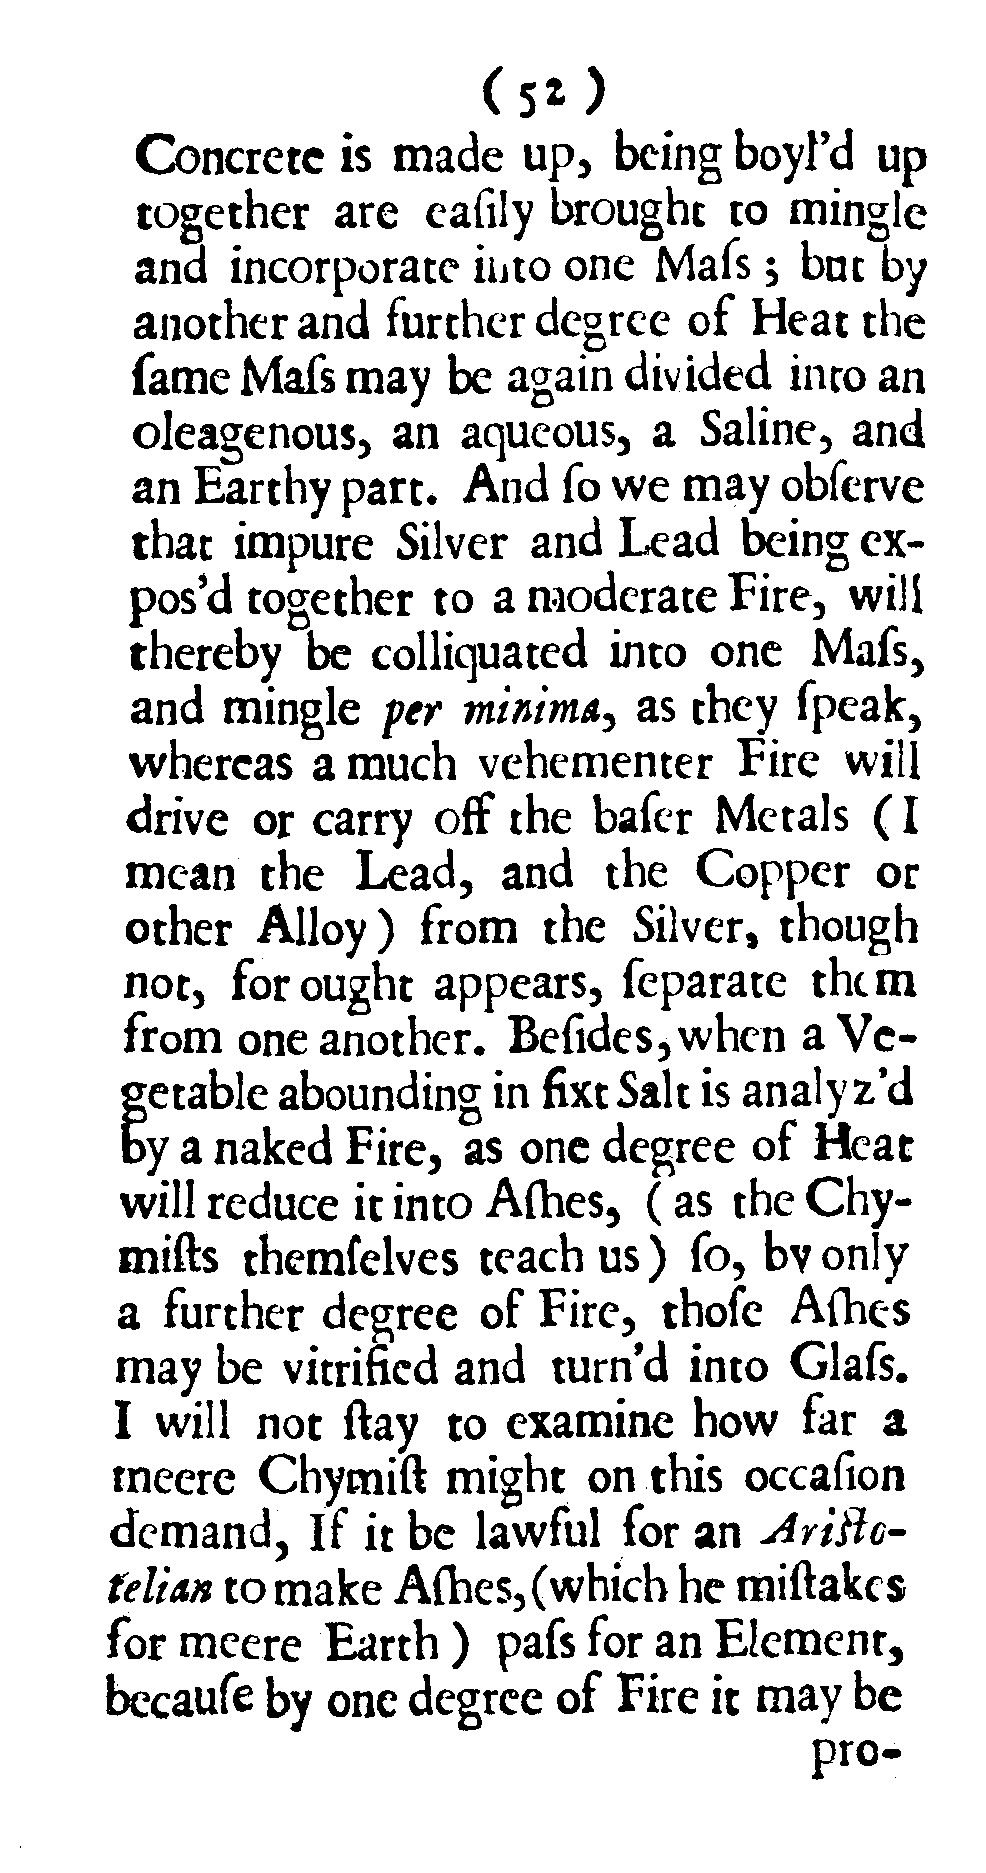 ( 52 )
Concrete is made up, being boyl’d up
together are eaſily brought to mingle
and incorporate into one Maſs ; but by
another and further degree of Heat the
ſame Maſs may be again divided into an
oleagenous, an aqueous, a Saline, and
an Earthy part. And ſo we may obſerve
that impure Silver and Lead being ex-
pos’d together to a moderate Fire, will
thereby be colliquated into one Maſs,
and mingle per minima, as they ſpeak,
whereas a much vehementer Fire will
drive or carry off the baſer Metals ( I
mean the Lead, and the Copper or
other Alloy ) from the Silver, though
not, for ought appears, ſeparate them
from one another. Beſides, when a Ve-
getable abounding in fixt Salt is analyz’d
by a naked Fire, as one degree of Heat
will reduce it into Aſhes, ( as the Chy-
miſts themſelves teach us ) ſo, by only
a further degree of Fire, thoſe Aſhes
may be vitrified and turn’d into Glaſs.
I will not ſtay to examine how far a
meere Chymiſt might on this occaſion
demand, If it be lawful for an Ariſto-
telian to make Aſhes, (which he miſtakes
for meere Earth ) paſs for an Element,
becauſe by one degree of Fire it may be
pro-